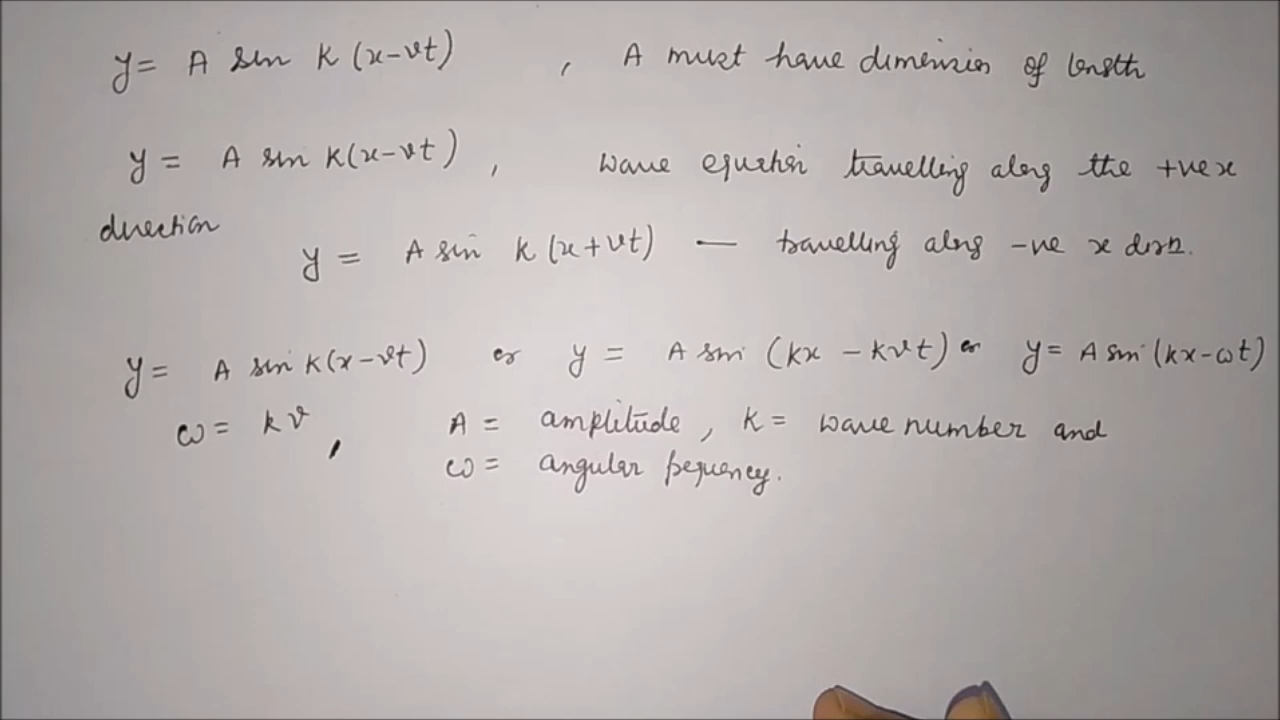 y = A sin k (x-vt) , A must have dimension of length
y = A sin k(x-vt) , wave equation travelling along the +ve x
direction
y = A sin k (x+vt) — travelling along -ve x dirn.
y = A sin k(x-vt) or y = A sin (kx - kvt) or y = A sin (kx-ωt)
ω = kv , A = amplitude , k = wave number and
ω = angular frequency.